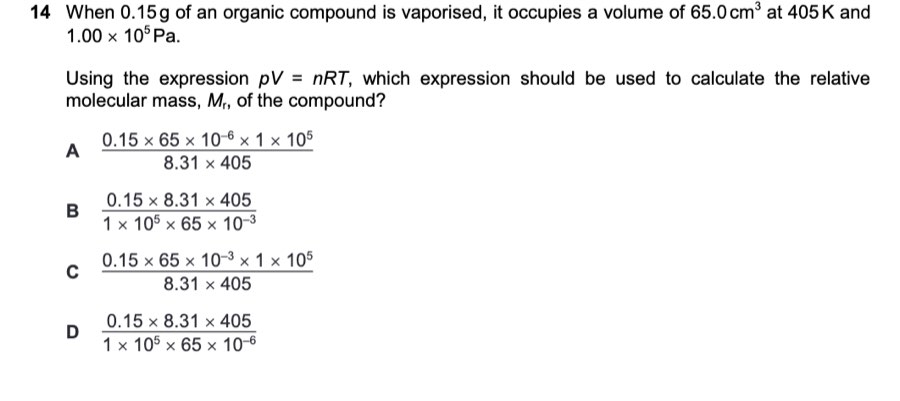 14 When 0.15 g of an organic compound is vaporised, it occupies a volume of 65.0 cm³ at 405 K and
1.00 × 10⁵ Pa.
Using the expression pV = nRT, which expression should be used to calculate the relative
molecular mass, Mᵣ, of the compound?
A
0.15 × 65 × 10⁻⁶ × 1 × 10⁵
8.31 × 405
B
0.15 × 8.31 × 405
1 × 10⁵ × 65 × 10⁻³
C
0.15 × 65 × 10⁻³ × 1 × 10⁵
8.31 × 405
D
0.15 × 8.31 × 405
1 × 10⁵ × 65 × 10⁻⁶